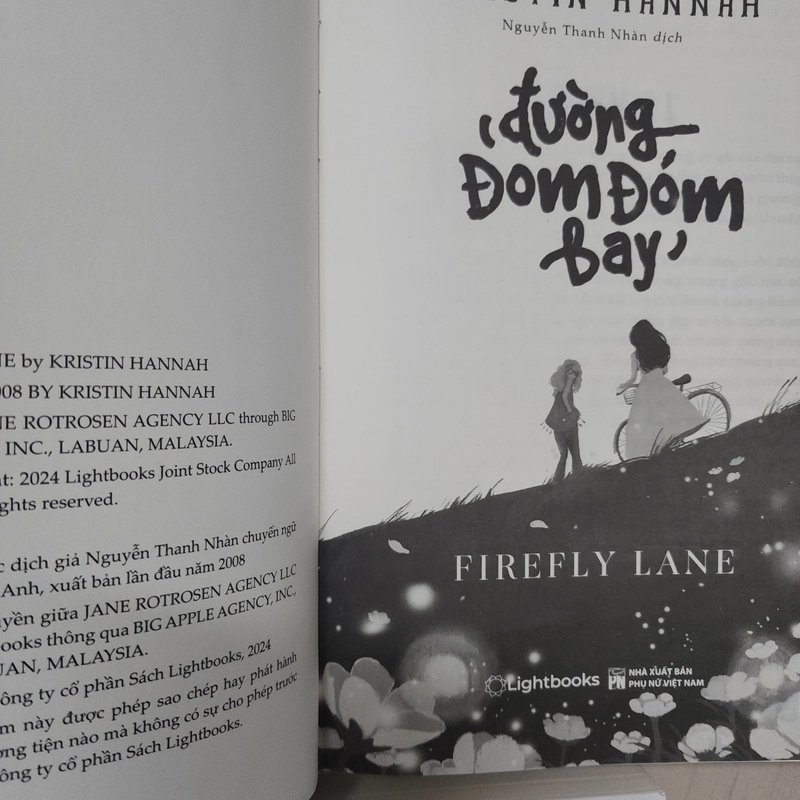 NE by KRISTIN HANNAH
008 BY KRISTIN HANNAH
NE ROTROSEN AGENCY LLC through BIG
INC., LABUAN, MALAYSIA.
ht: 2024 Lightbooks Joint Stock Company All
ghts reserved.
c dịch giả Nguyễn Thanh Nhàn chuyển ngữ
Anh, xuất bản lần đầu năm 2008
yền giữa JANE ROTROSEN AGENCY LLC
ooks thông qua BIG APPLE AGENCY, INC.,
UAN, MALAYSIA.
ông ty cổ phần Sách Lightbooks, 2024
m này được phép sao chép hay phát hành
ơng tiện nào mà không có sự cho phép trước
ông ty cổ phần Sách Lightbooks.
STIN HANNAH
Nguyễn Thanh Nhàn dịch
đường
Đom Đóm
bay
FIREFLY LANE
Lightbooks
PN
NHÀ XUẤT BẢN
PHỤ NỮ VIỆT NAM